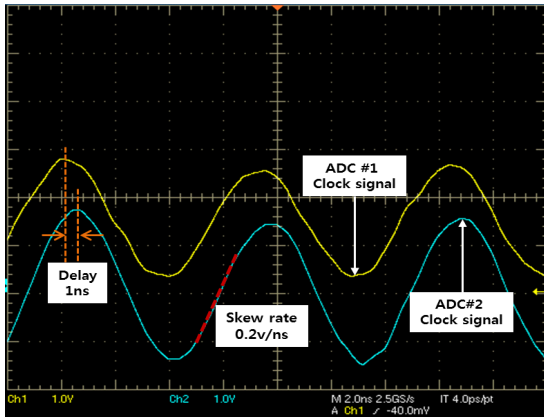 ADC #1
Clock signal
Delay
1ns
Skew rate
0.2v/ns
ADC#2
Clock signal
Ch1 1.0V Ch2 1.0V M 2.0ns 2.5GS/s IT 4.0ps/pt
A Ch1 / -40.0mV